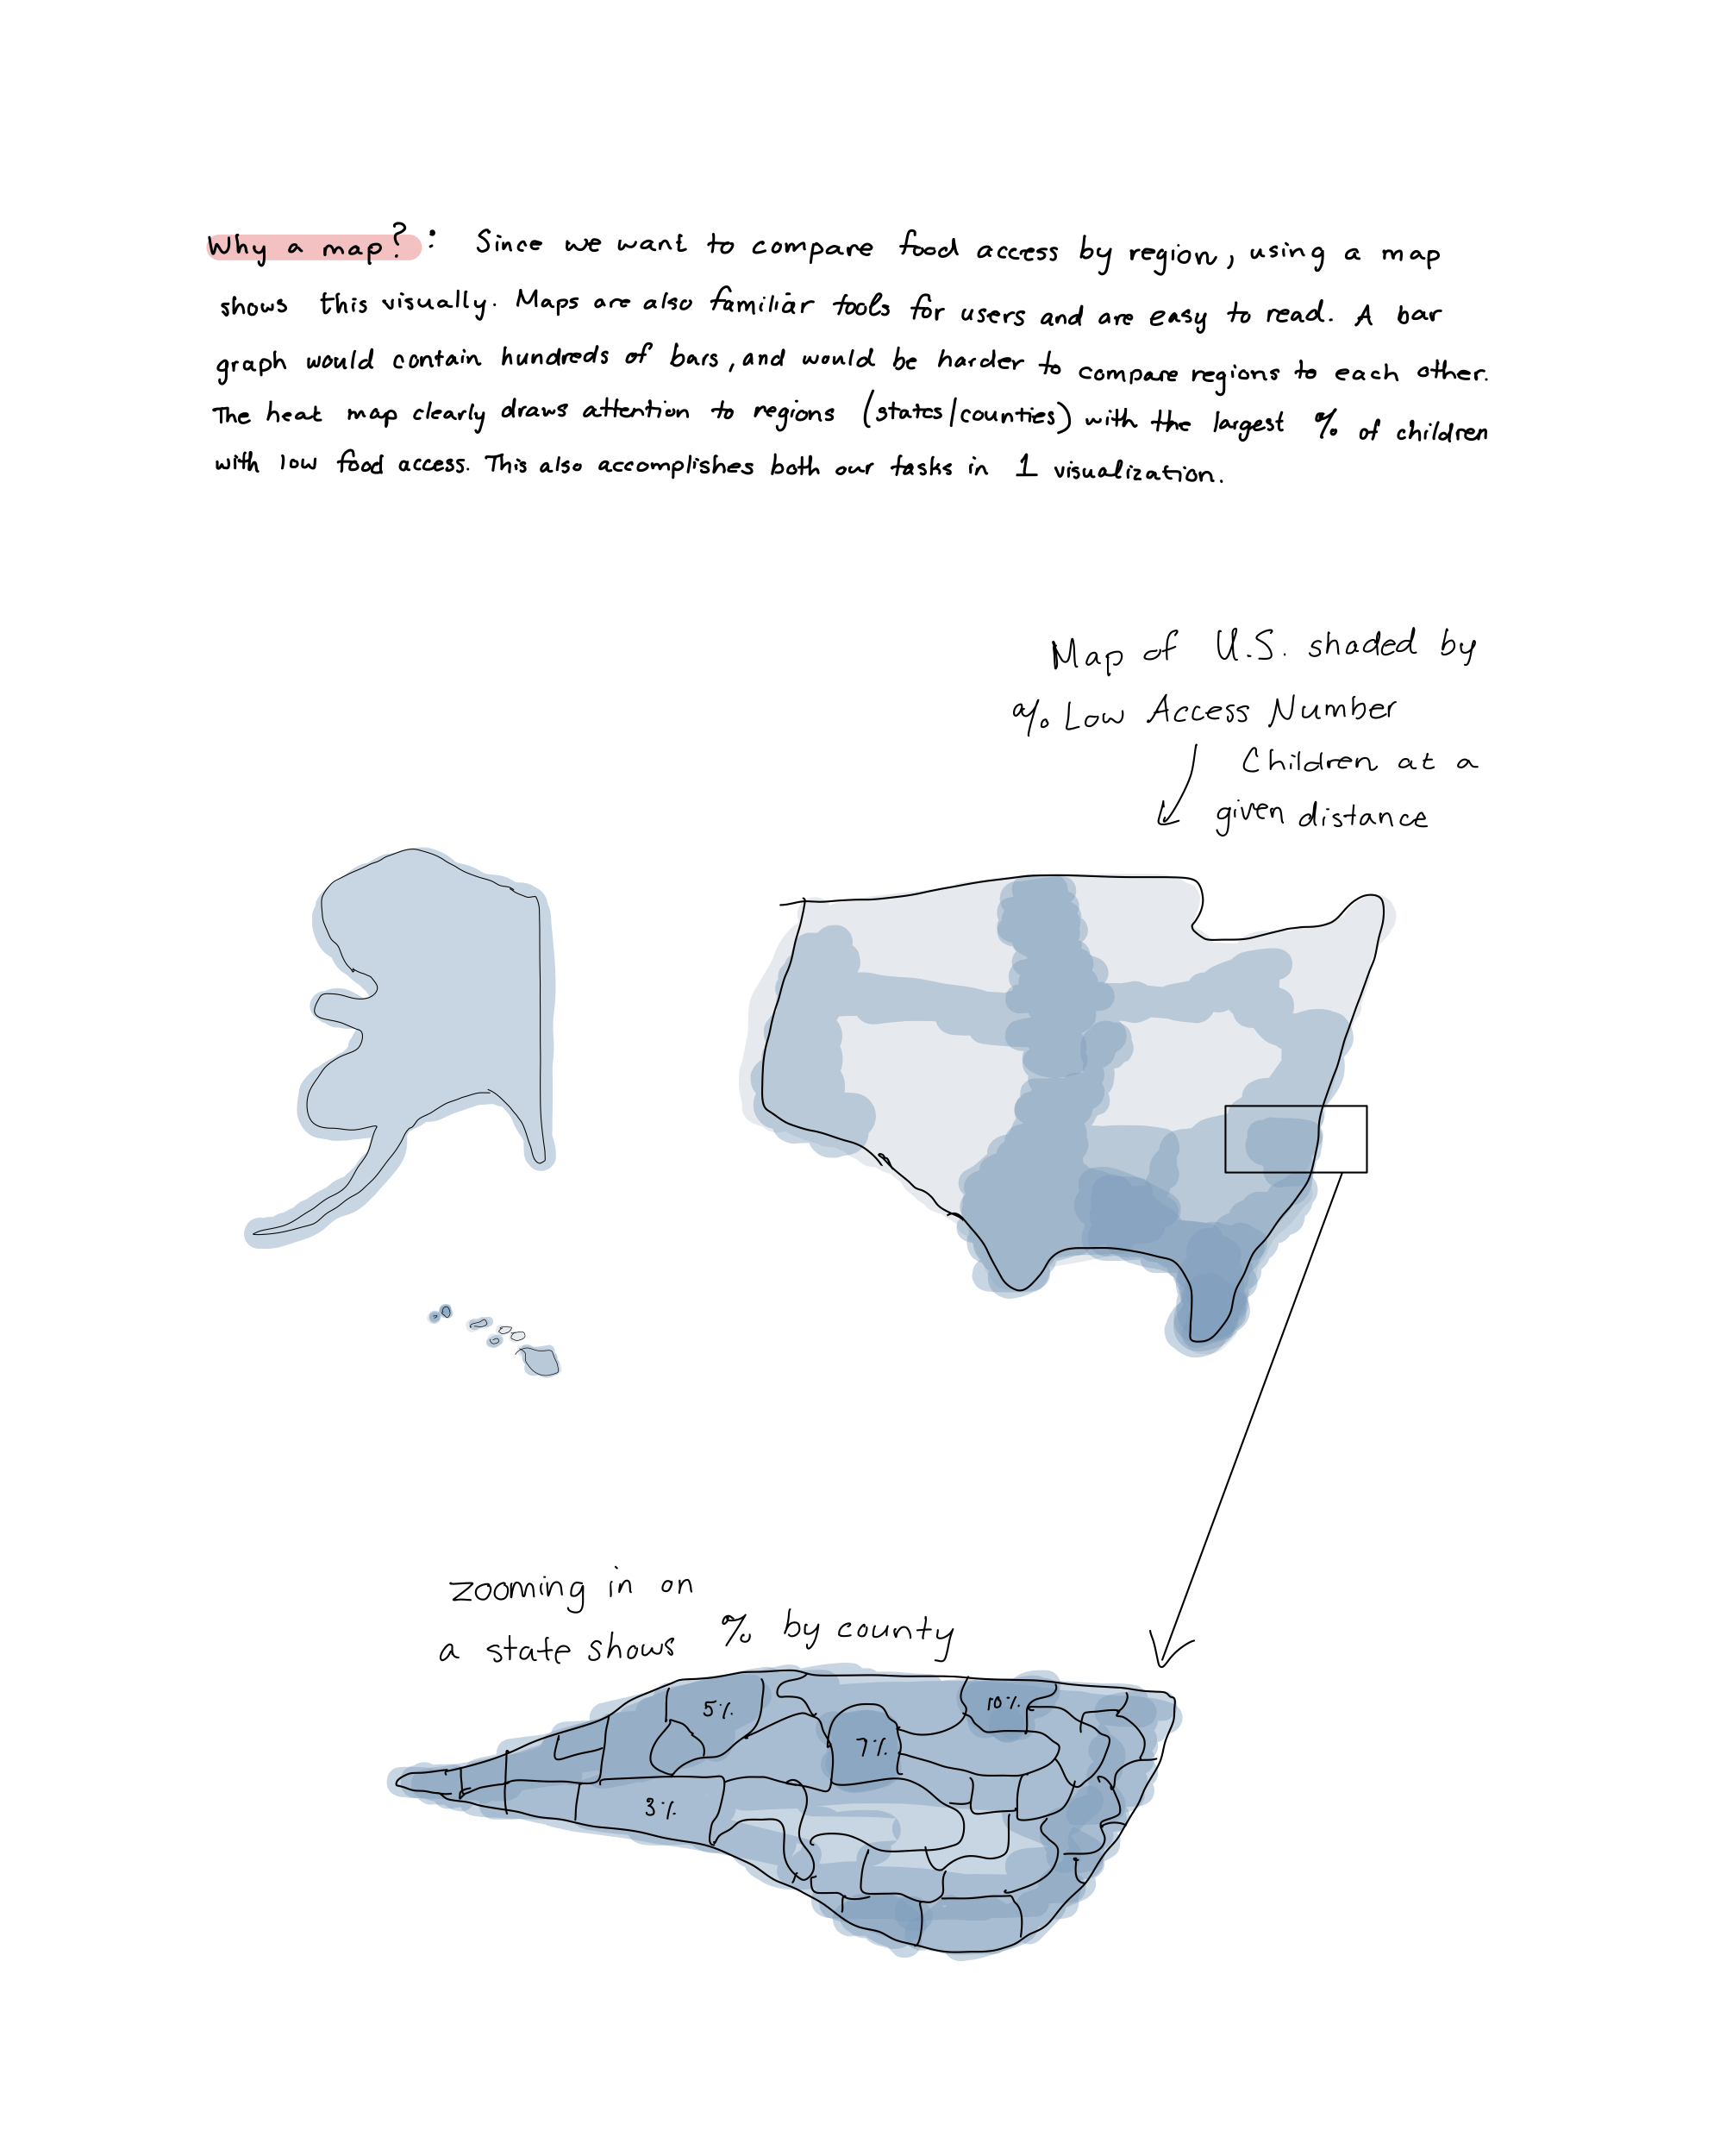 Why a map?: Since we want to compare food access by region, using a map
shows this visually. Maps are also familiar tools for users and are easy to read. A bar
graph would contain hundreds of bars, and would be harder to compare regions to each other.
The heat map clearly draws attention to regions (states/counties) with the largest % of children
with low food access. This also accomplishes both our tasks in 1 visualization.
Map of U.S. shaded by
% Low Access Number
Children at a
given distance
zooming in on
a state shows % by county
5%
10%
7%
3%